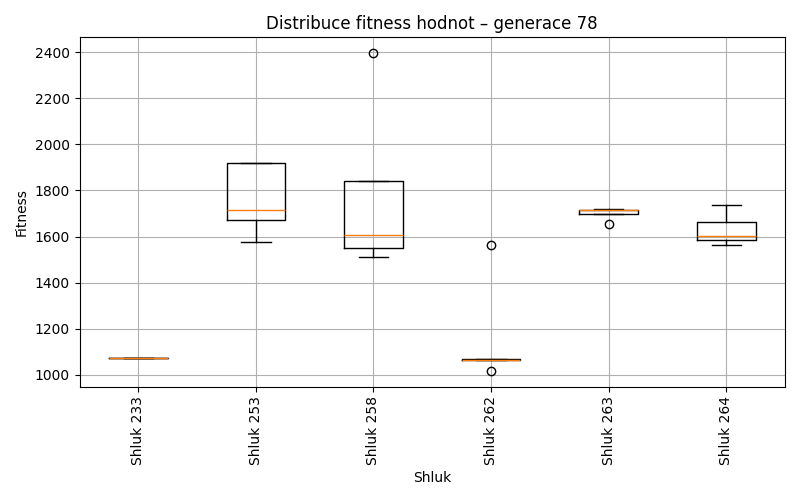 Distribuce fitness hodnot – generace 78
Fitness
2400
2200
2000
1800
1600
1400
1200
1000
Shluk 233
Shluk 253
Shluk 258
Shluk 262
Shluk 263
Shluk 264
Shluk